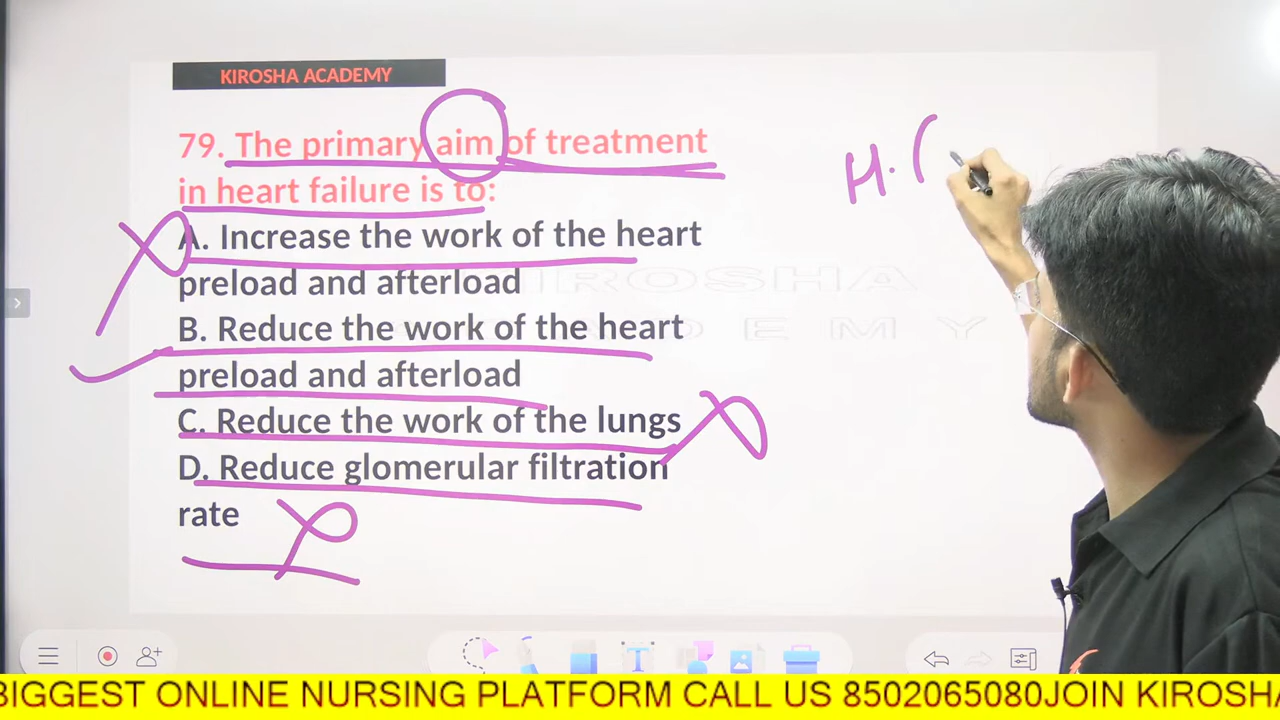 KIROSHA ACADEMY
79. The primary aim of treatment
in heart failure is to:
A. Increase the work of the heart
preload and afterload
B. Reduce the work of the heart
preload and afterload
C. Reduce the work of the lungs
D. Reduce glomerular filtration
rate
H.
KIROSHA
BIGGEST ONLINE NURSING PLATFORM CALL US 8502065080JOIN KIROSHA